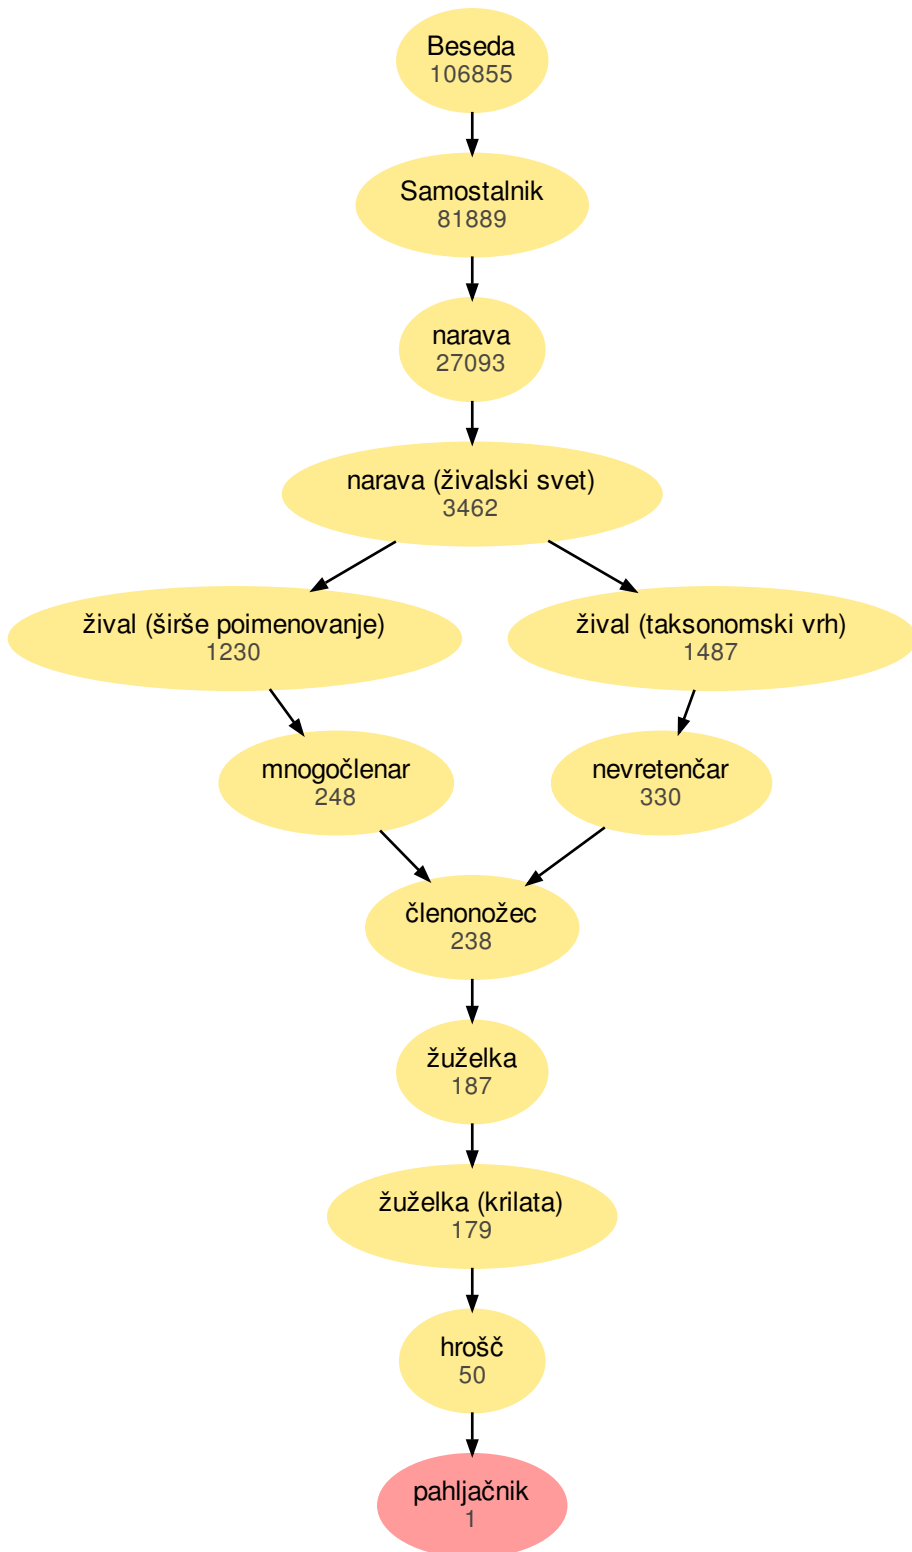 Beseda
106855
Samostalnik
81889
narava
27093
narava (živalski svet)
3462
žival (širše poimenovanje)
1230
žival (taksonomski vrh)
1487
mnogočlenar
248
nevretenčar
330
členonožec
238
žuželka
187
žuželka (krilata)
179
hrošč
50
pahljačnik
1